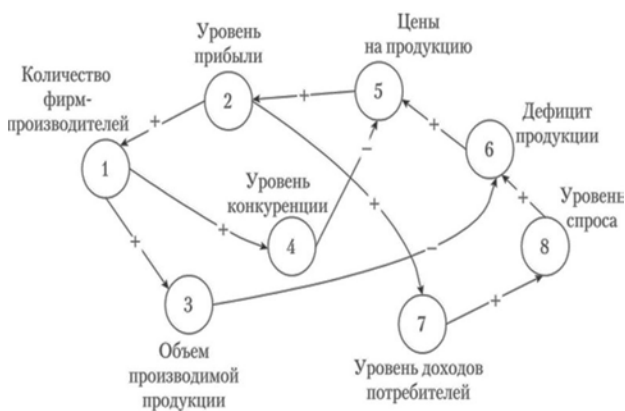 Уровень
прибыли
Цены
на продукцию
Количество
фирм-
производителей
2
+
5
Дефицит
продукции
+
+
6
1
−
Уровень
конкуренции
+
Уровень
спроса
+
+
4
8
+
−
3
+
7
Объем
производимой
продукции
Уровень доходов
потребителей